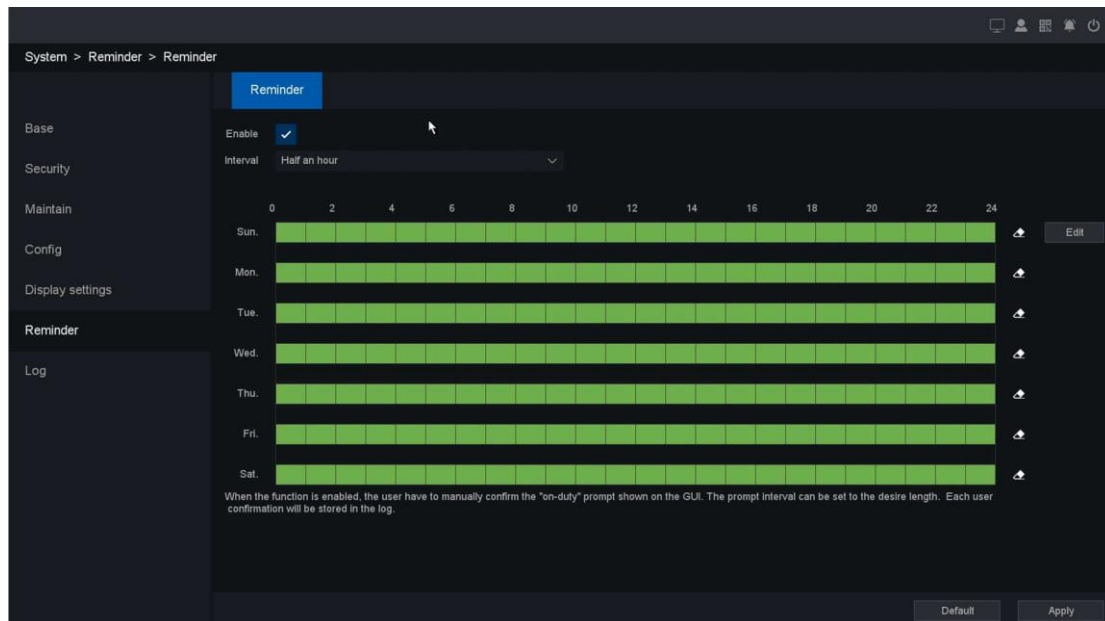 System > Reminder > Reminder
Reminder
Base
Security
Maintain
Config
Display settings
Reminder
Log
Enable
Interval Half an hour
0 2 4 6 8 10 12 14 16 18 20 22 24
Sun. Edit
Mon.
Tue.
Wed.
Thu.
Fri.
Sat.
When the function is enabled, the user have to manually confirm the "on-duty" prompt shown on the GUI. The prompt interval can be set to the desire length. Each user
confirmation will be stored in the log.
Default Apply